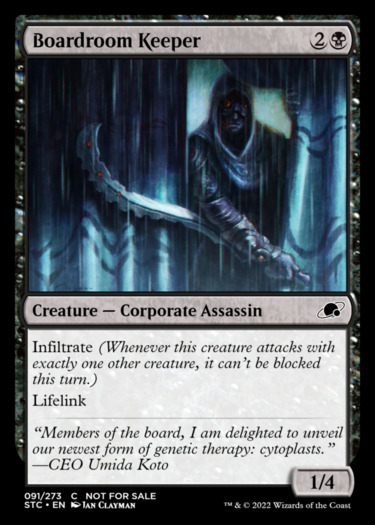 Boardroom Keeper 2
Creature — Corporate Assassin
Infiltrate (Whenever this creature attacks with
exactly one other creature, it can't be blocked
this turn.)
Lifelink
“Members of the board, I am delighted to unveil
our newest form of genetic therapy: cytoplasts.”
—CEO Umida Koto
1/4
091/273 C NOT FOR SALE
STC • EN Ian Clayman
™ & © 2022 Wizards of the Coast